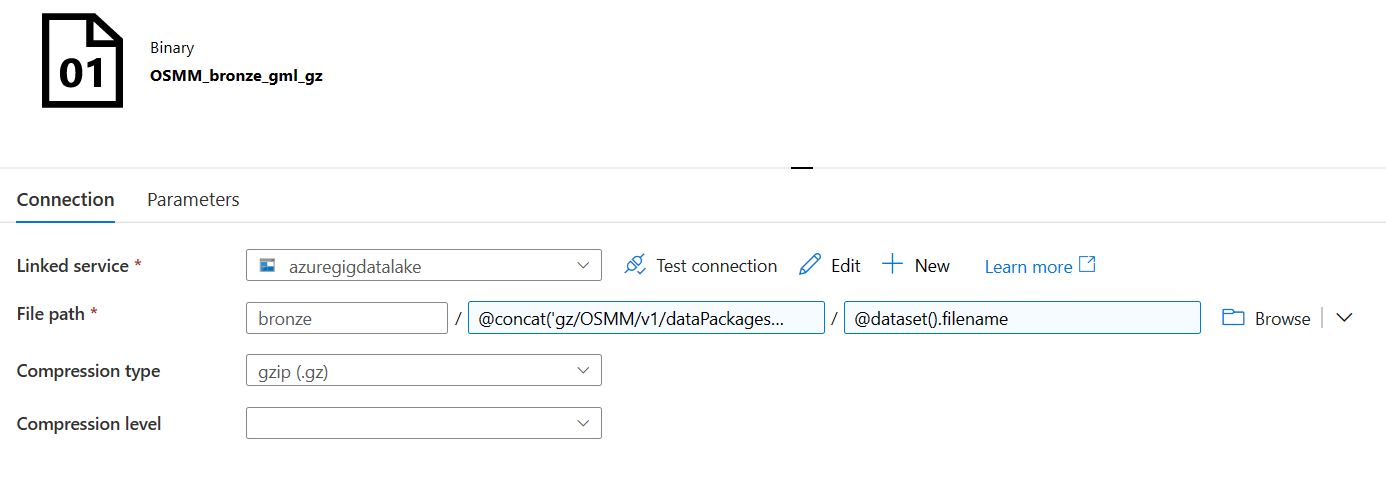 01
Binary
OSMM_bronze_gml_gz
Connection Parameters
Linked service * azuregigdatalake Test connection Edit New Learn more
File path * bronze / @concat('gz/OSMM/v1/dataPackages... / @dataset().filename Browse
Compression type gzip (.gz)
Compression level